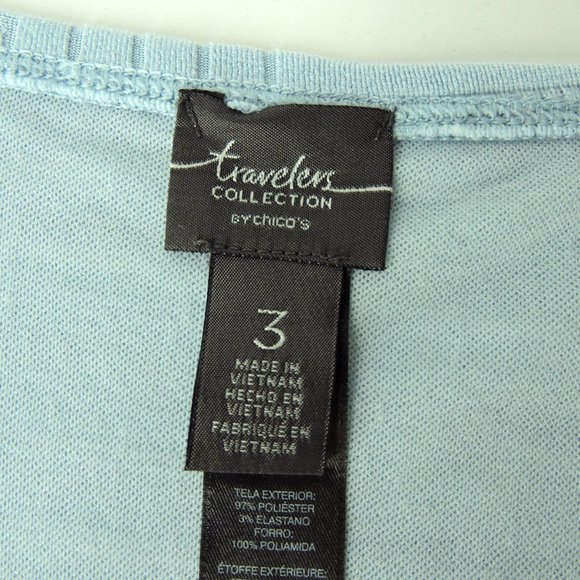 travelers
COLLECTION
BY CHICO'S
3
MADE IN
VIETNAM
HECHO EN
VIETNAM
FABRIQUÉ EN
VIETNAM
TELA EXTERIOR:
97% POLIÉSTER
3% ELASTANO
FORRO:
100% POLIAMIDA
ÉTOFFE EXTÉRIEURE: